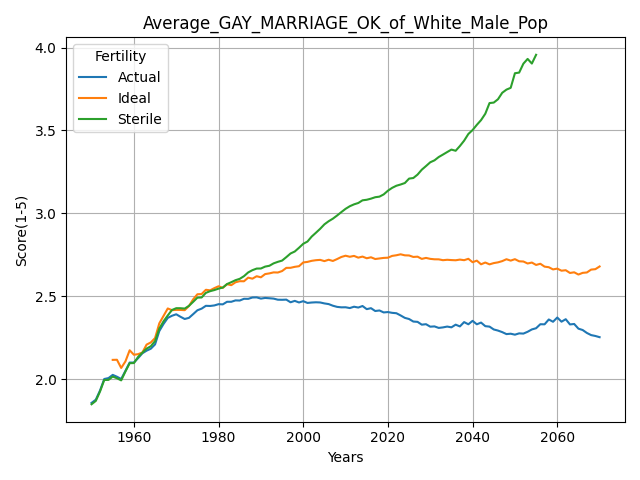 Average_GAY_MARRIAGE_OK_of_White_Male_Pop
Fertility
Actual
Ideal
Sterile
4.0
3.5
3.0
2.5
2.0
Score(1-5)
1960 1980 2000 2020 2040 2060
Years